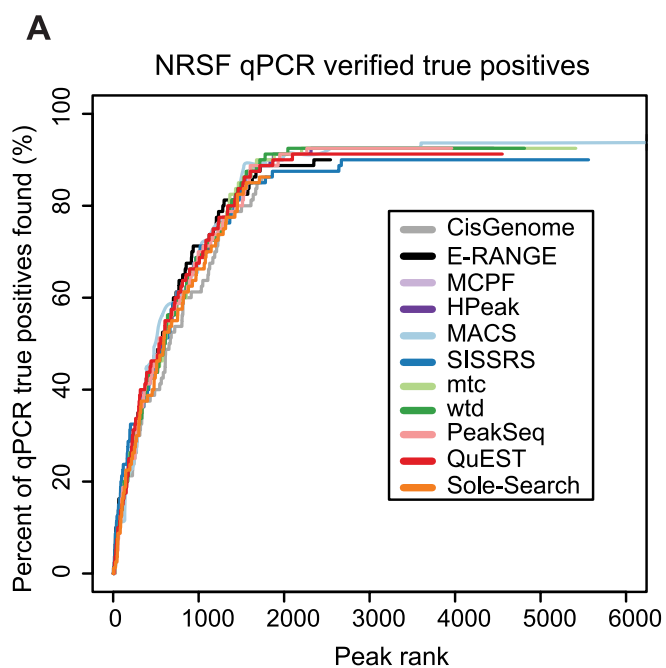 A
NRSF qPCR verified true positives
Percent of qPCR true positives found (%)
100
80
60
40
20
0
CisGenome
E-RANGE
MCPF
HPeak
MACS
SISSRS
mtc
wtd
PeakSeq
QuEST
Sole-Search
0 1000 2000 3000 4000 5000 6000
Peak rank